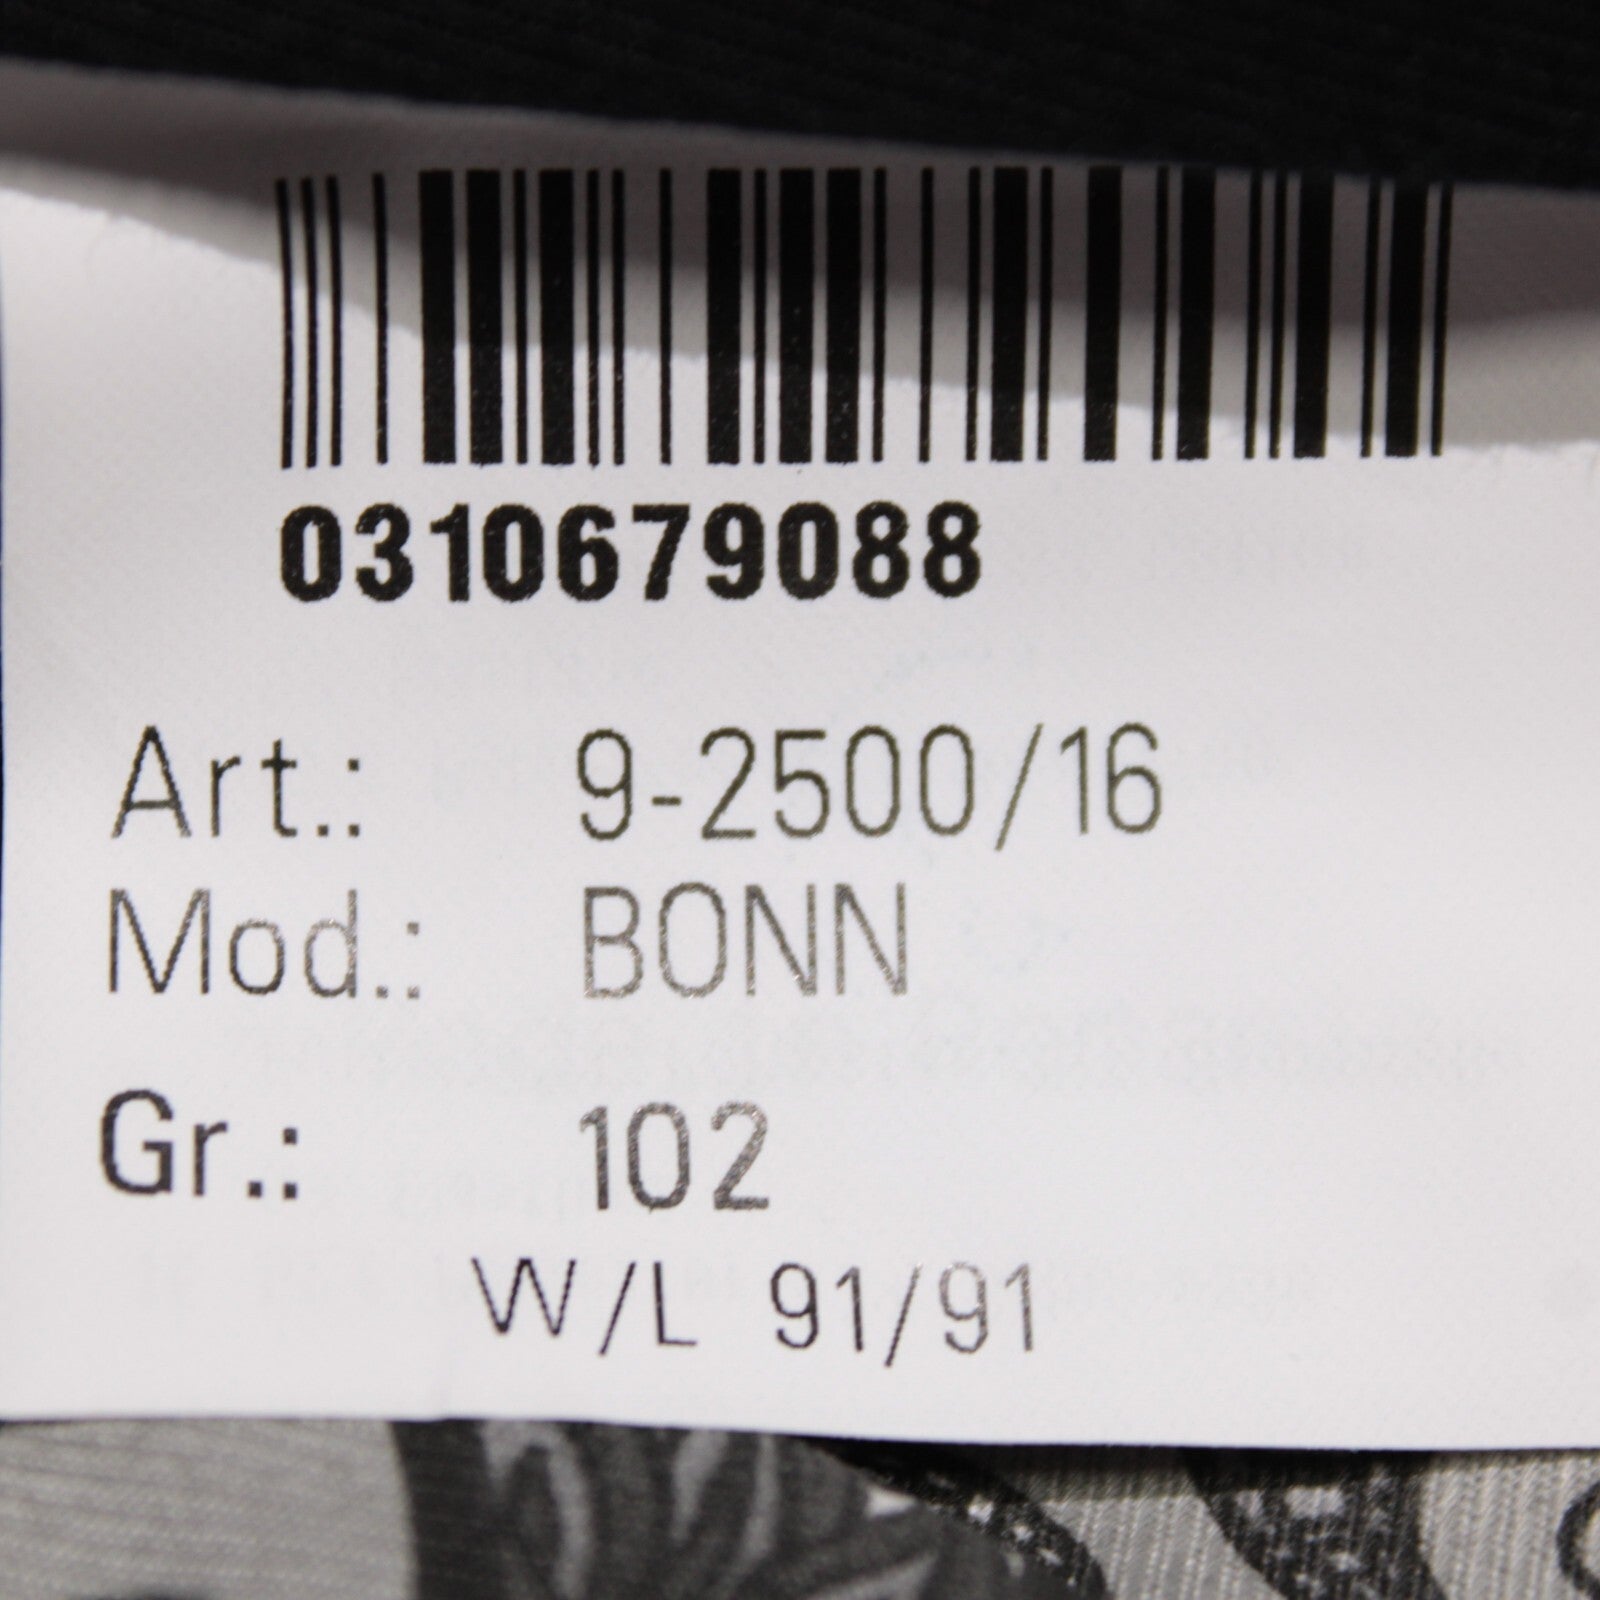 0310679088
Art.: 9-2500/16
Mod.: BONN
Gr.: 102
W/L 91/91